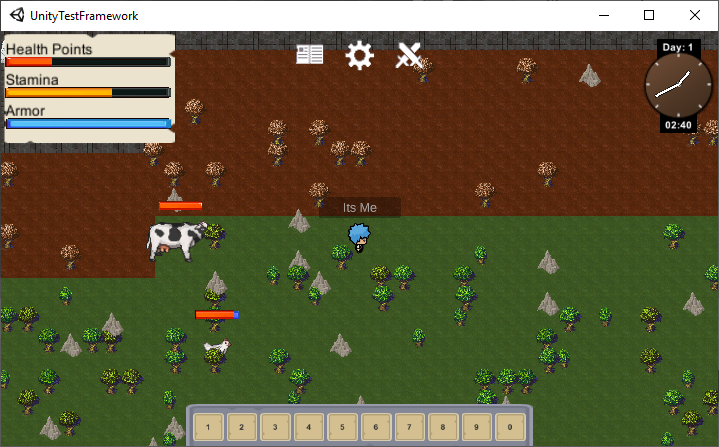 UnityTestFramework
Health Points
Stamina
Armor
Day: 1
02:40
Its Me
1 2 3 4 5 6 7 8 9 0